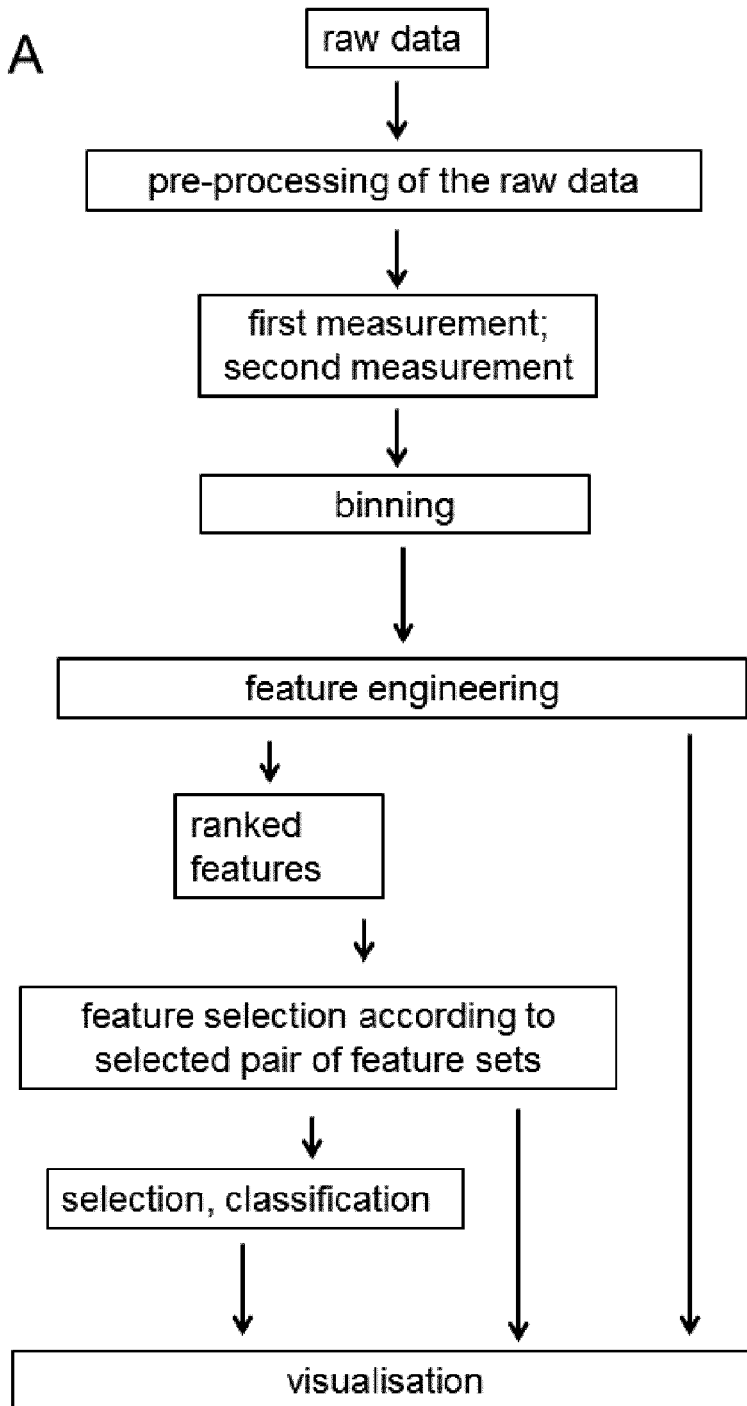 A
raw data
pre-processing of the raw data
first measurement;
second measurement
binning
feature engineering
ranked
features
feature selection according to
selected pair of feature sets
selection, classification
visualisation